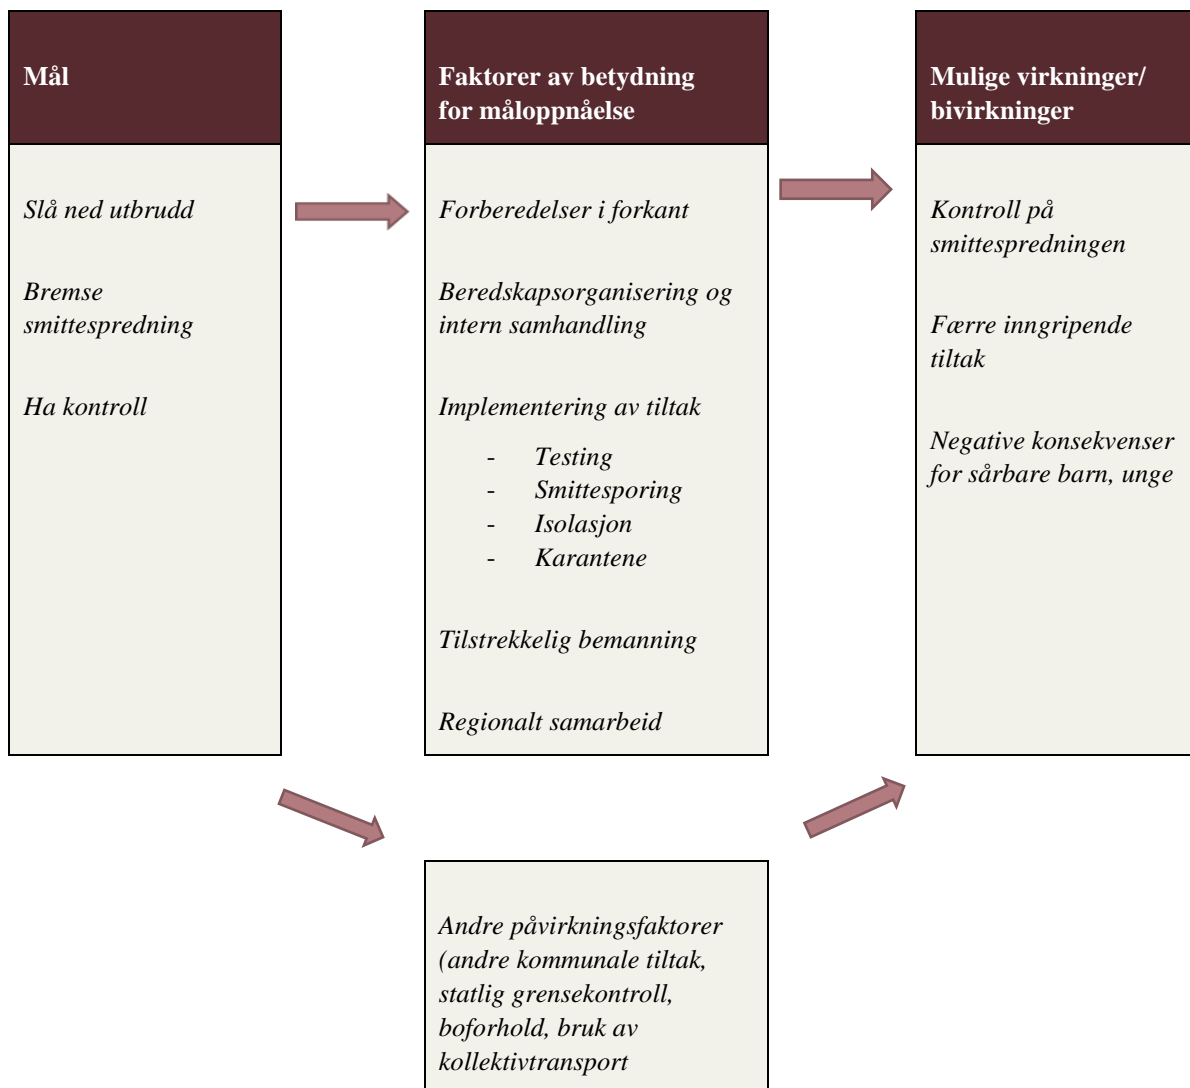 Mål
Slå ned utbrudd
Bremse
smittespredning
Ha kontroll
Faktorer av betydning
for måloppnåelse
Forberedelser i forkant
Beredskapsorganisering og
intern samhandling
Implementering av tiltak
- Testing
- Smittesporing
- Isolasjon
- Karantene
Tilstrekkelig bemanning
Regionalt samarbeid
Mulige virkninger/
bivirkninger
Kontroll på
smittespredningen
Færre inngripende
tiltak
Negative konsekvenser
for sårbare barn, unge
Andre påvirkningsfaktorer
(andre kommunale tiltak,
statlig grensekontroll,
boforhold, bruk av
kollektivtransport